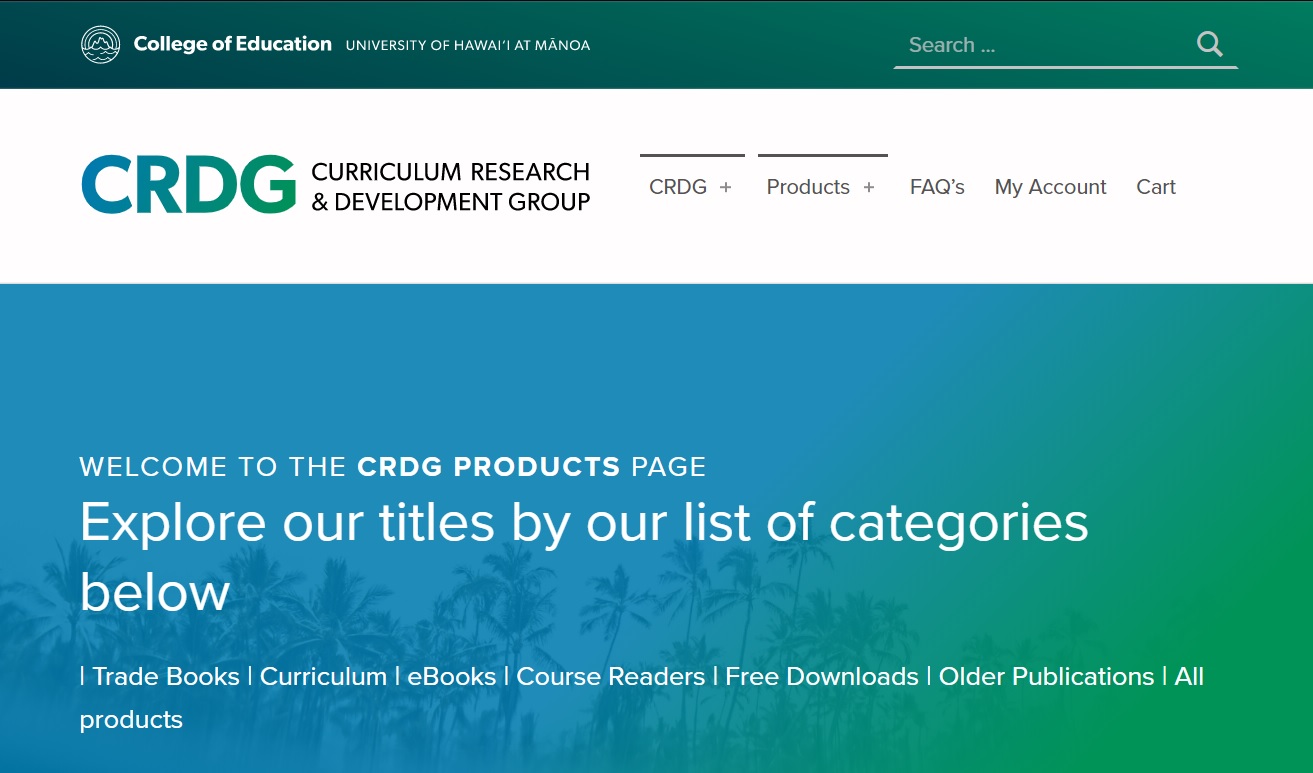 College of Education UNIVERSITY OF HAWAI‘I AT MĀNOA
Search ...
CRDG CURRICULUM RESEARCH
& DEVELOPMENT GROUP
CRDG + Products + FAQ’s My Account Cart
WELCOME TO THE CRDG PRODUCTS PAGE
Explore our titles by our list of categories
below
| Trade Books | Curriculum | eBooks | Course Readers | Free Downloads | Older Publications | All
products